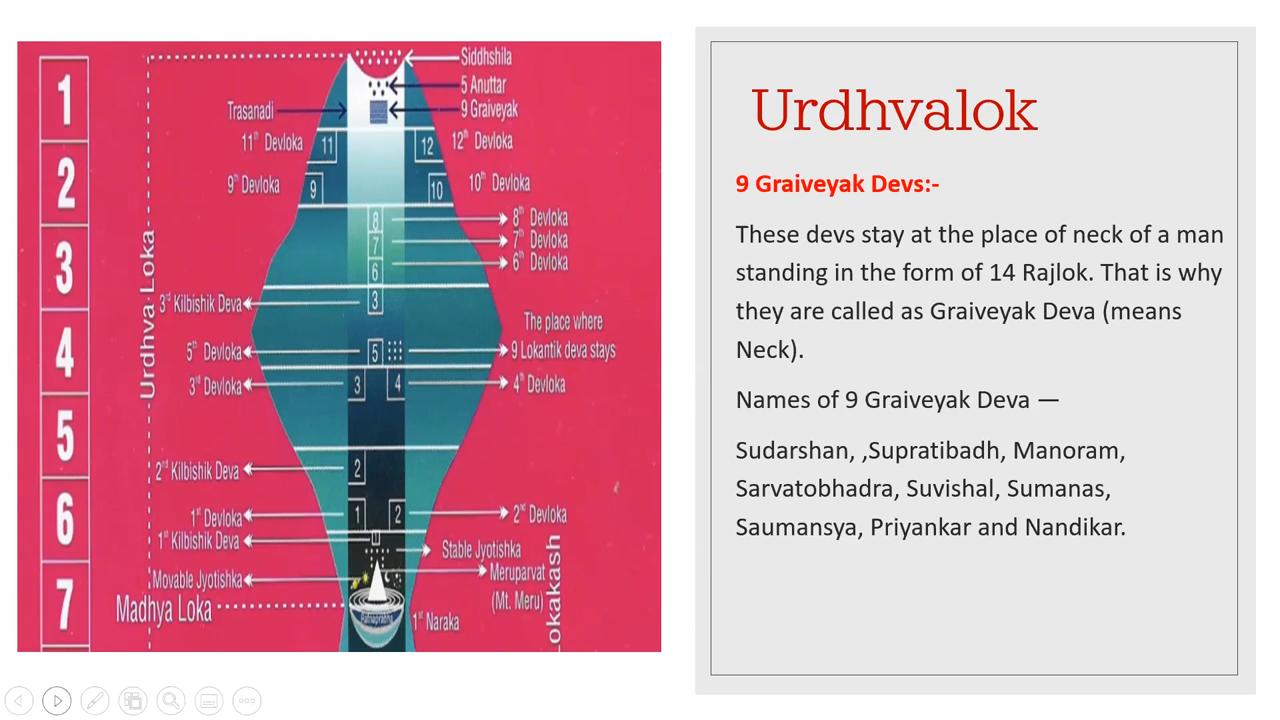 1
2
3
4
5
6
7
Urdhva Loka
Siddhshila
5 Anuttar
Trasanadi
9 Graiveyak
11th Devloka
11
12
12th Devloka
9th Devloka
9
10
10th Devloka
8
8th Devloka
7
7th Devloka
6
6th Devloka
3rd Kilbishik Deva
3
The place where
9 Lokantik deva stays
5th Devloka
5
3rd Devloka
3
4
4th Devloka
2nd Kilbishik Deva
2
1st Devloka
1
2
2nd Devloka
1st Kilbishik Deva
1
Stable Jyotishka
Movable Jyotishka
Meruparvat
(Mt. Meru)
Madhya Loka
1st Naraka
Lokakash
Urdhvalok
9 Graiveyak Devs:-
These devs stay at the place of neck of a man
standing in the form of 14 Rajlok. That is why
they are called as Graiveyak Deva (means
Neck).
Names of 9 Graiveyak Deva —
Sudarshan, ,Supratibadh, Manoram,
Sarvatobhadra, Suvishal, Sumanas,
Saumansya, Priyankar and Nandikar.